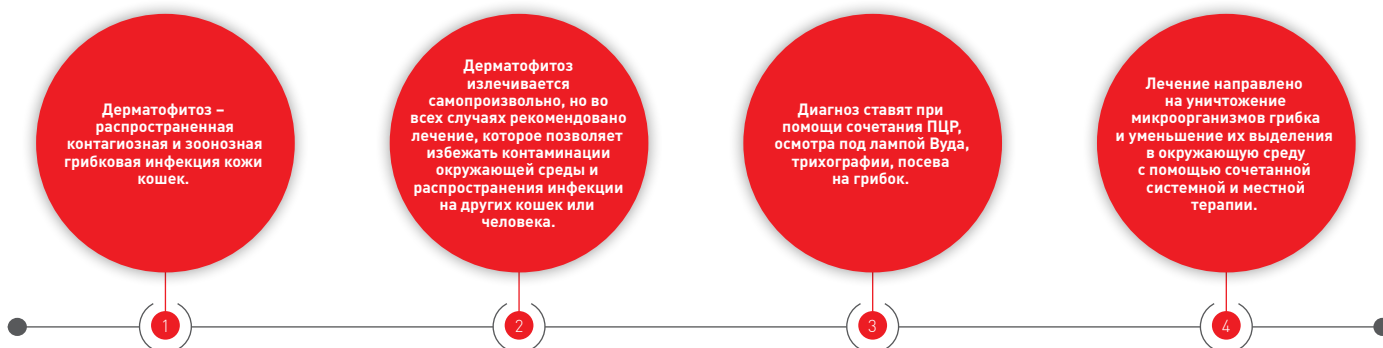 Дерматофитоз –
распространенная
контагиозная и зоонозная
грибковая инфекция кожи
кошек.
Дерматофитоз
излечивается
самопроизвольно, но во
всех случаях рекомендовано
лечение, которое позволяет
избежать контаминации
окружающей среды и
распространения инфекции
на других кошек или
человека.
Диагноз ставят при
помощи сочетания ПЦР,
осмотра под лампой Вуда,
трихографии, посева
на грибок.
Лечение направлено
на уничтожение
микроорганизмов грибка
и уменьшение их выделения
в окружающую среду
с помощью сочетанной
системной и местной
терапии.
1
2
3
4